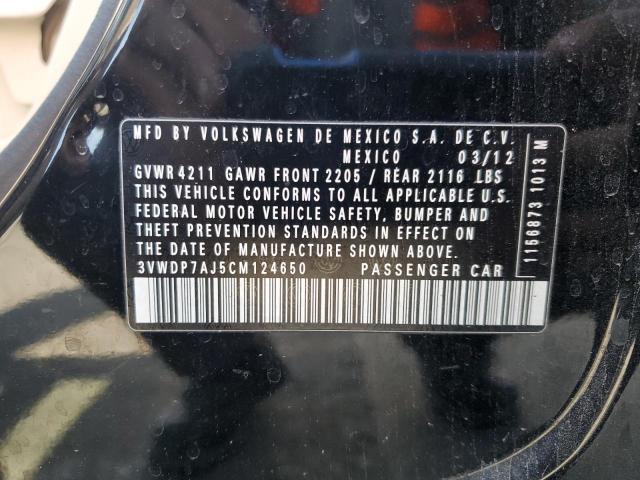 MFD BY VOLKSWAGEN DE MEXICO S.A. DE C.V.
MEXICO 03/12
GVWR 4211 GAWR FRONT 2205 / REAR 2116 LBS
THIS VEHICLE CONFORMS TO ALL APPLICABLE U.S.
FEDERAL MOTOR VEHICLE SAFETY, BUMPER AND
THEFT PREVENTION STANDARDS IN EFFECT ON
THE DATE OF MANUFACTURE SHOWN ABOVE.
3VWDP7AJ5CM124650 PASSENGER CAR
1156873 1013 M